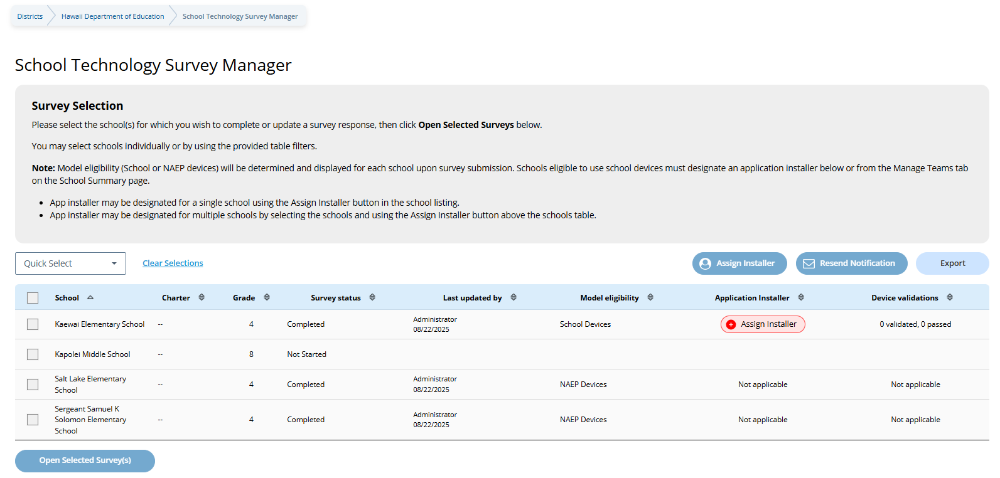 Districts
Hawaii Department of Education
School Technology Survey Manager
School Technology Survey Manager
Survey Selection
Please select the school(s) for which you wish to complete or update a survey response, then click Open Selected Surveys below.
You may select schools individually or by using the provided table filters.
Note: Model eligibility (School or NAEP devices) will be determined and displayed for each school upon survey submission. Schools eligible to use school devices must designate an application installer below or from the Manage Teams tab
on the School Summary page.
• App installer may be designated for a single school using the Assign Installer button in the school listing.
• App installer may be designated for multiple schools by selecting the schools and using the Assign Installer button above the schools table.
Quick Select Clear Selections Assign Installer Resend Notification Export
School Charter Grade Survey status Last updated by Model eligibility Application Installer Device validations
Kaewai Elementary School -- 4 Completed Administrator
08/22/2025 School Devices Assign Installer 0 validated, 0 passed
Kapolei Middle School -- 8 Not Started
Salt Lake Elementary
School -- 4 Completed Administrator
08/22/2025 NAEP Devices Not applicable Not applicable
Sergeant Samuel K
Solomon Elementary
School -- 4 Completed Administrator
08/22/2025 NAEP Devices Not applicable Not applicable
Open Selected Survey(s)